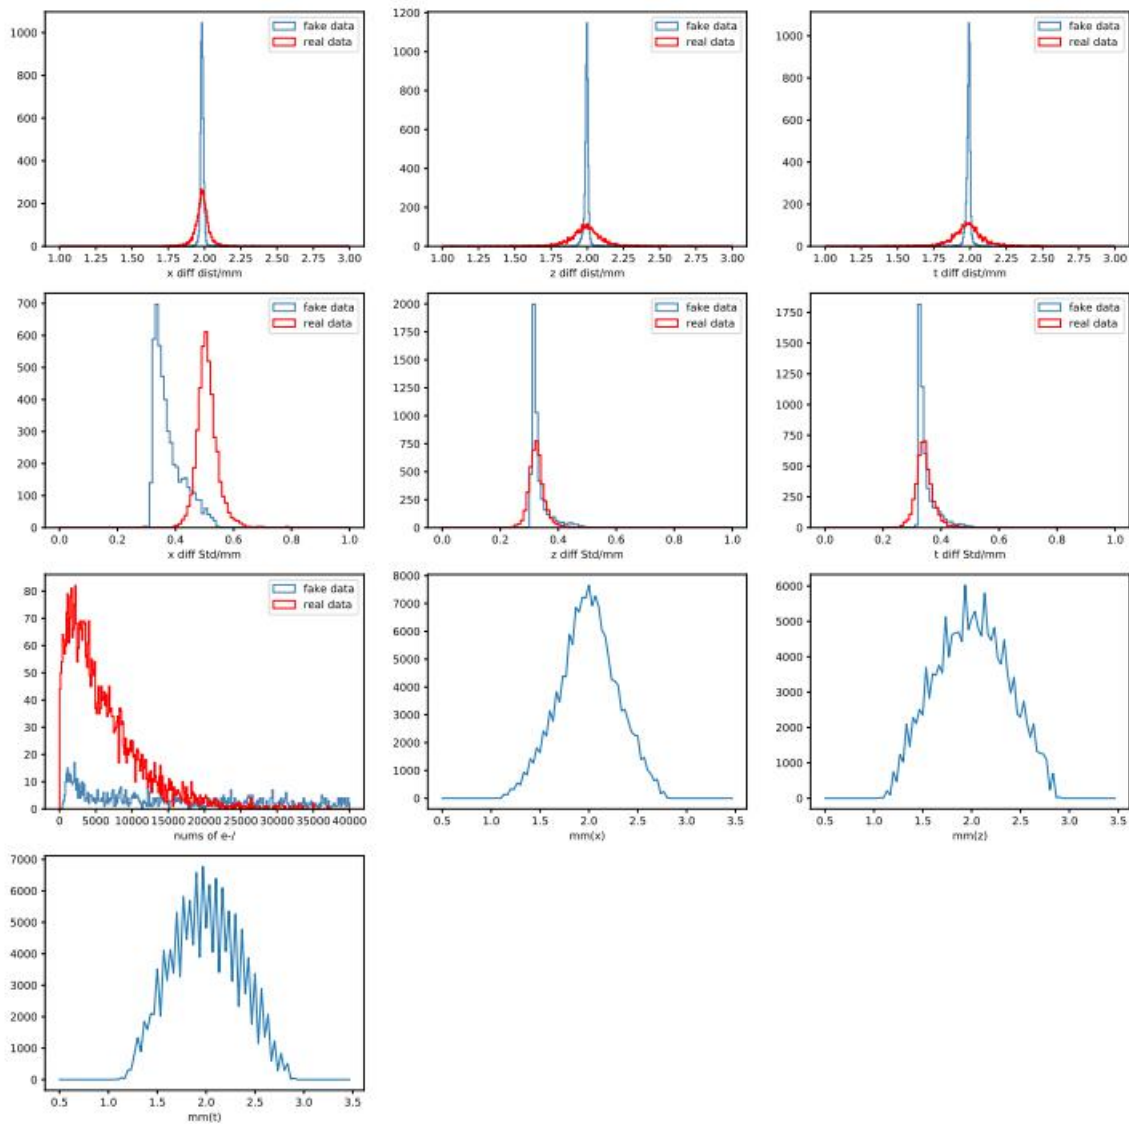 fake data
real data
1000
800
600
400
200
0
1.00 1.25 1.50 1.75 2.00 2.25 2.50 2.75 3.00
x diff dist/mm
fake data
real data
1200
1000
800
600
400
200
0
1.00 1.25 1.50 1.75 2.00 2.25 2.50 2.75 3.00
z diff dist/mm
fake data
real data
1000
800
600
400
200
0
1.00 1.25 1.50 1.75 2.00 2.25 2.50 2.75 3.00
t diff dist/mm
fake data
real data
700
600
500
400
300
200
100
0
0.0 0.2 0.4 0.6 0.8 1.0
x diff Std/mm
fake data
real data
2000
1750
1500
1250
1000
750
500
250
0
0.0 0.2 0.4 0.6 0.8 1.0
z diff Std/mm
fake data
real data
1750
1500
1250
1000
750
500
250
0
0.0 0.2 0.4 0.6 0.8 1.0
t diff Std/mm
fake data
real data
80
70
60
50
40
30
20
10
0
0 5000 10000 15000 20000 25000 30000 35000 40000
nums of e-/
8000
7000
6000
5000
4000
3000
2000
1000
0
0.5 1.0 1.5 2.0 2.5 3.0 3.5
mm(x)
6000
5000
4000
3000
2000
1000
0
0.5 1.0 1.5 2.0 2.5 3.0 3.5
mm(z)
7000
6000
5000
4000
3000
2000
1000
0
0.5 1.0 1.5 2.0 2.5 3.0 3.5
mm(t)